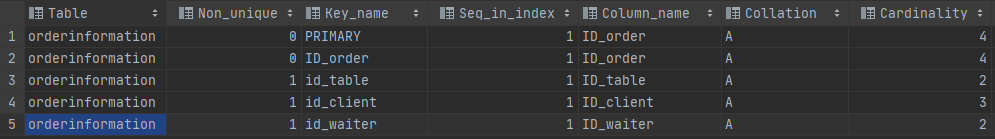 Table Non_unique Key_name Seq_in_index Column_name Collation Cardinality
1 orderinformation 0 PRIMARY 1 ID_order A 4
2 orderinformation 0 ID_order 1 ID_order A 4
3 orderinformation 1 id_table 1 ID_table A 2
4 orderinformation 1 id_client 1 ID_client A 3
5 orderinformation 1 id_waiter 1 ID_waiter A 2